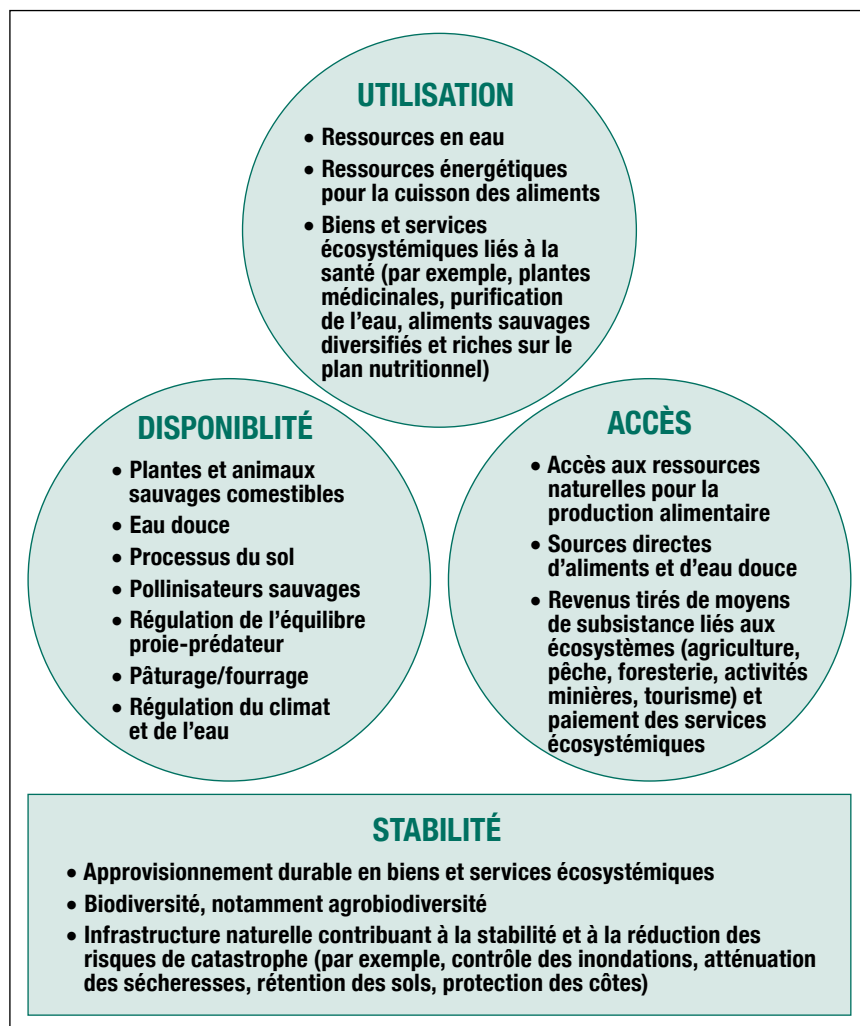 UTILISATION
• Ressources en eau
• Ressources énergétiques
pour la cuisson des aliments
• Biens et services
écosystémiques liés à la
santé (par exemple, plantes
médicinales, purification
de l’eau, aliments sauvages
diversifiés et riches sur le
plan nutritionnel)
DISPONIBLITÉ
• Plantes et animaux
sauvages comestibles
• Eau douce
• Processus du sol
• Pollinisateurs sauvages
• Régulation de l’équilibre
proie-prédateur
• Pâturage/fourrage
• Régulation du climat
et de l’eau
ACCÈS
• Accès aux ressources
naturelles pour la
production alimentaire
• Sources directes
d’aliments et d’eau douce
• Revenus tirés de moyens
de subsistance liés aux
écosystèmes (agriculture,
pêche, foresterie, activités
minières, tourisme) et
paiement des services
écosystémiques
STABILITÉ
• Approvisionnement durable en biens et services écosystémiques
• Biodiversité, notamment agrobiodiversité
• Infrastructure naturelle contribuant à la stabilité et à la réduction des
risques de catastrophe (par exemple, contrôle des inondations, atténuation
des sécheresses, rétention des sols, protection des côtes)